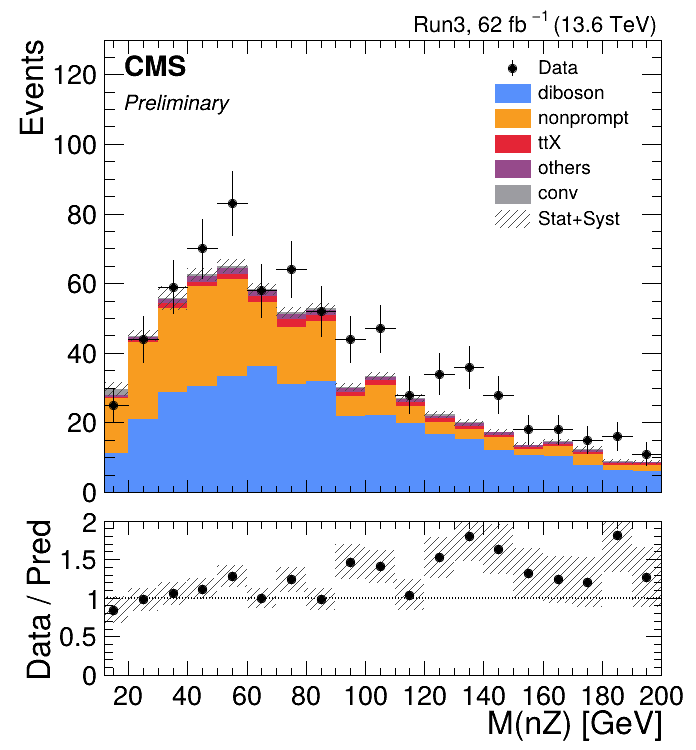 Run3, 62 fb⁻¹ (13.6 TeV)
CMS
Preliminary
Events
120
100
80
60
40
20
0
Data
diboson
nonprompt
ttX
others
conv
Stat+Syst
Data / Pred
2
1.5
1
0.5
0
20 40 60 80 100 120 140 160 180 200
M(nZ) [GeV]